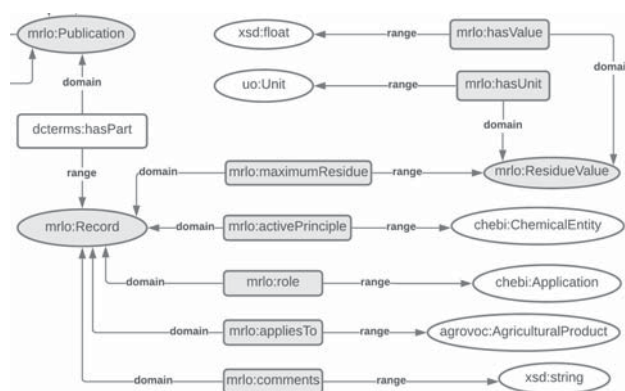 mrlo:Publication
xsd:float
range
mrlo:hasValue
domain
uo:Unit
range
mrlo:hasUnit
domai
dcterms:hasPart
domain
range
domain
mrlo:maximumResidue
range
mrlo:ResidueValue
mrlo:Record
domain
mrlo:activePrinciple
range
chebi:ChemicalEntity
domain
mrlo:role
range
chebi:Application
domain
mrlo:appliesTo
range
agrovoc:AgriculturalProduct
domain
mrlo:comments
range
xsd:string